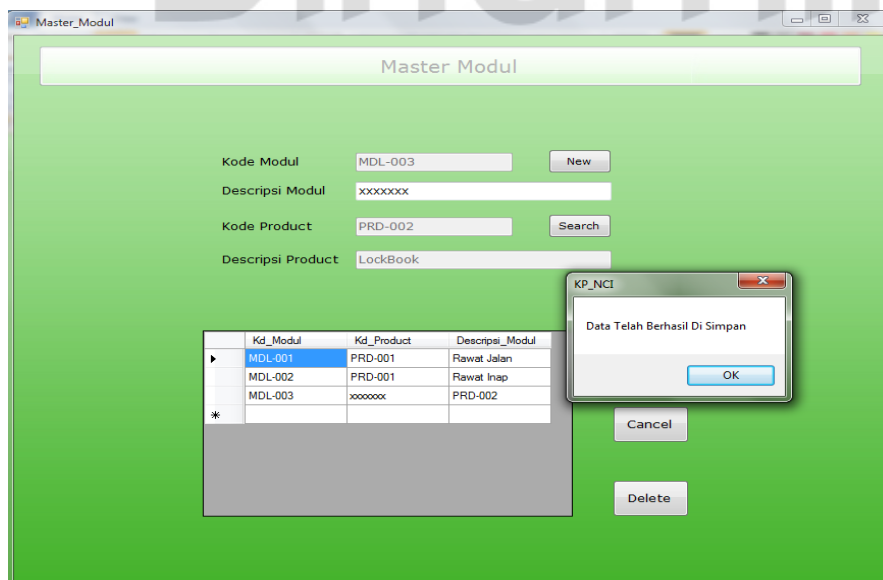 Master_Modul
Master Modul
Kode Modul MDL-003 New
Descripsi Modul xxxxxxx
Kode Product PRD-002 Search
Descripsi Product LockBook
KP_NCI
Data Telah Berhasil Di Simpan
OK
Kd_Modul Kd_Product Descripsi_Modul
MDL-001 PRD-001 Rawat Jalan
MDL-002 PRD-001 Rawat Inap
MDL-003 xxxxxxx PRD-002
Cancel
Delete